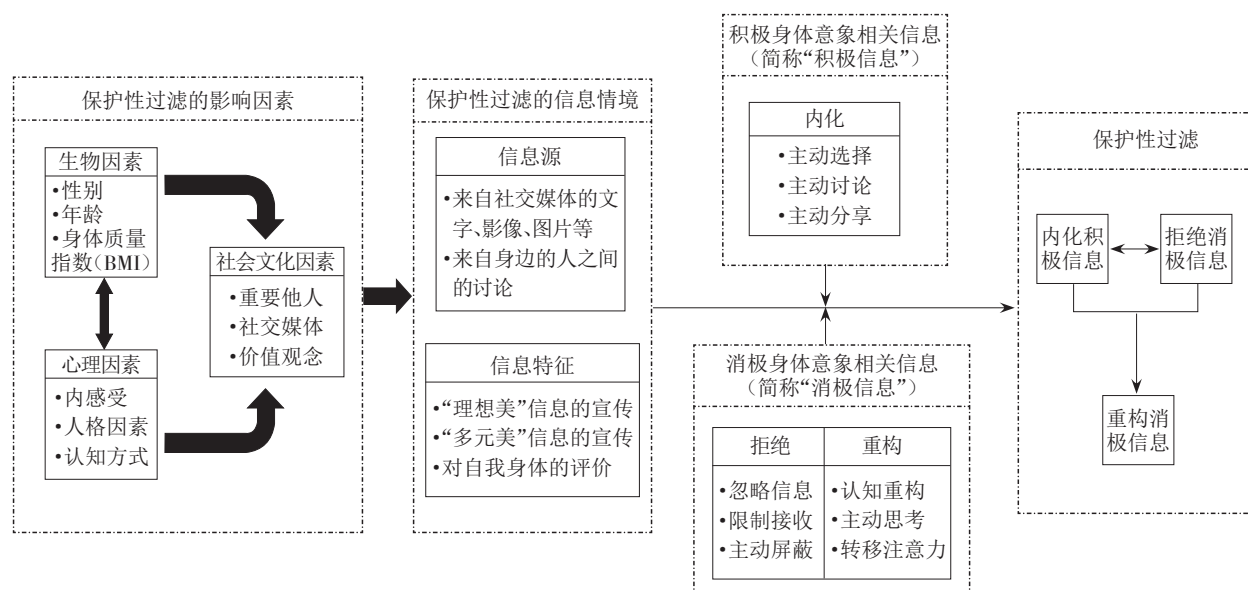 保护性过滤的影响因素
生物因素
•性别
•年龄
•身体质量
指数(BMI)
心理因素
•内感受
•人格因素
•认知方式
社会文化因素
•重要他人
•社交媒体
•价值观念
保护性过滤的信息情境
信息源
•来自社交媒体的文
字、影像、图片等
•来自身边的人之间
的讨论
信息特征
•“理想美”信息的宣传
•“多元美”信息的宣传
•对自我身体的评价
积极身体意象相关信息
(简称“积极信息”)
内化
•主动选择
•主动讨论
•主动分享
消极身体意象相关信息
(简称“消极信息”)
拒绝
•忽略信息
•限制接收
•主动屏蔽
重构
•认知重构
•主动思考
•转移注意力
保护性过滤
内化积
极信息
拒绝消
极信息
重构消
极信息